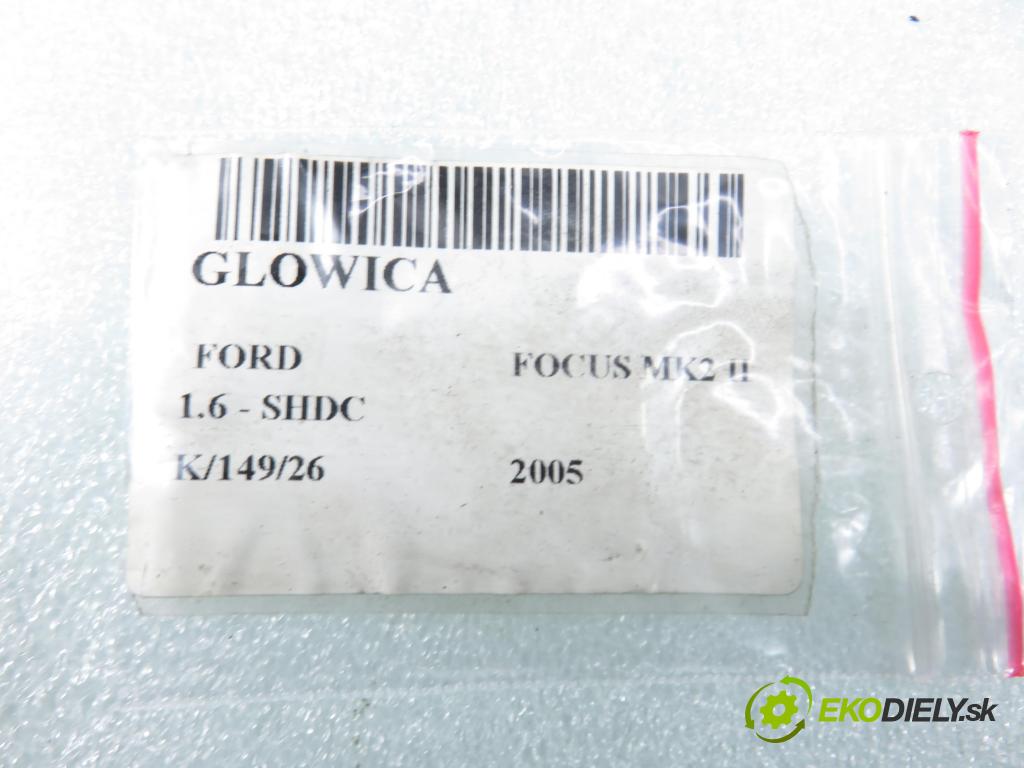 GLOWICA
FORD FOCUS MK2 II
1.6 - SHDC
K/149/26 2005
EKODIELY.sk